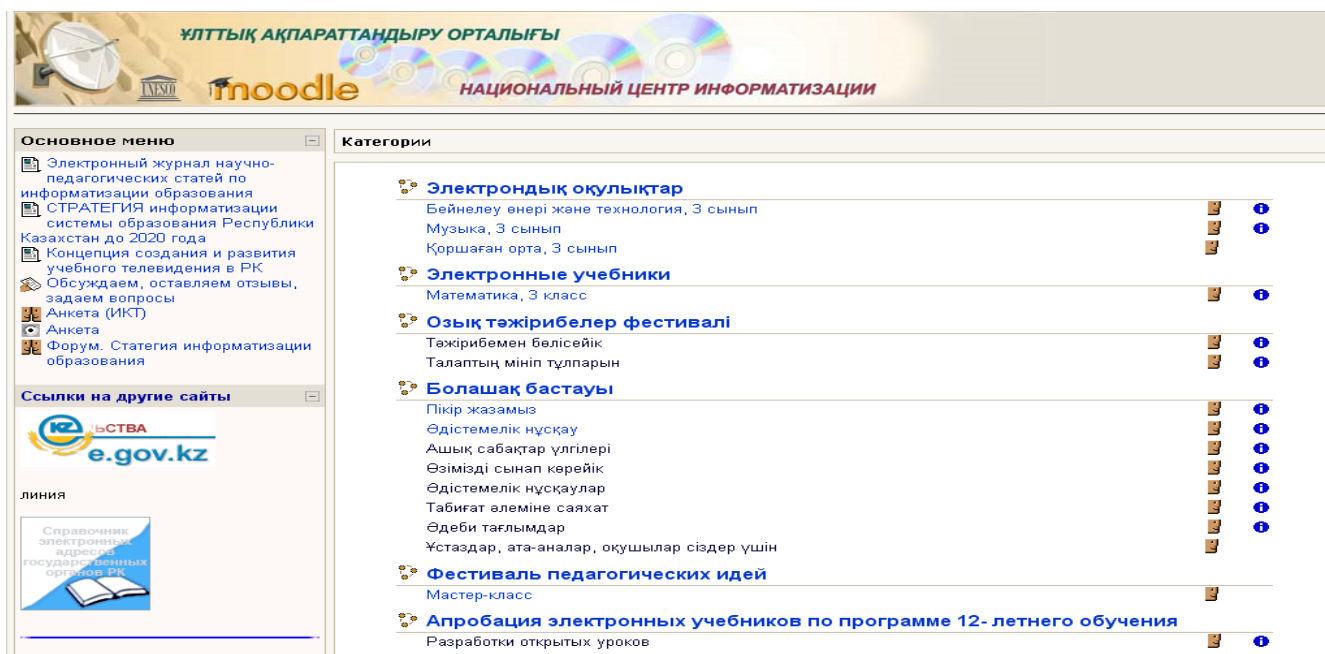 ҰЛТТЫҚ АҚПАРАТТАНДЫРУ ОРТАЛЫҒЫ
UNESCO
moodle
НАЦИОНАЛЬНЫЙ ЦЕНТР ИНФОРМАТИЗАЦИИ
Основное меню
Электронный журнал научно-
педагогических статей по
информатизации образования
СТРАТЕГИЯ информатизации
системы образования Республики
Казахстан до 2020 года
Концепция создания и развития
учебного телевидения в РК
Обсуждаем, оставляем отзывы,
задаем вопросы
Анкета (ИКТ)
Анкета
Форум. Статегия информатизации
образования
Ссылки на другие сайты
KZ ЬСТВА
e.gov.kz
линия
Справочник
электронных
адресов
государственных
органов РК
Категории
Электрондық оқулықтар
Бейнелеу өнері және технология, 3 сынып
Музыка, 3 сынып
Қоршаған орта, 3 сынып
Электронные учебники
Математика, 3 класс
Озық тәжірибелер фестивалі
Тәжірибемен бөлісейік
Талаптың мініп тұлпарын
Болашақ бастауы
Пікір жазамыз
Әдістемелік нұсқау
Ашық сабақтар үлгілері
Өзімізді сынап көрейік
Әдістемелік нұсқаулар
Табиғат әлеміне саяхат
Әдеби тағлымдар
Ұстаздар, ата-аналар, оқушылар сіздер үшін
Фестиваль педагогических идей
Мастер-класс
Апробация электронных учебников по программе 12- летнего обучения
Разработки открытых уроков